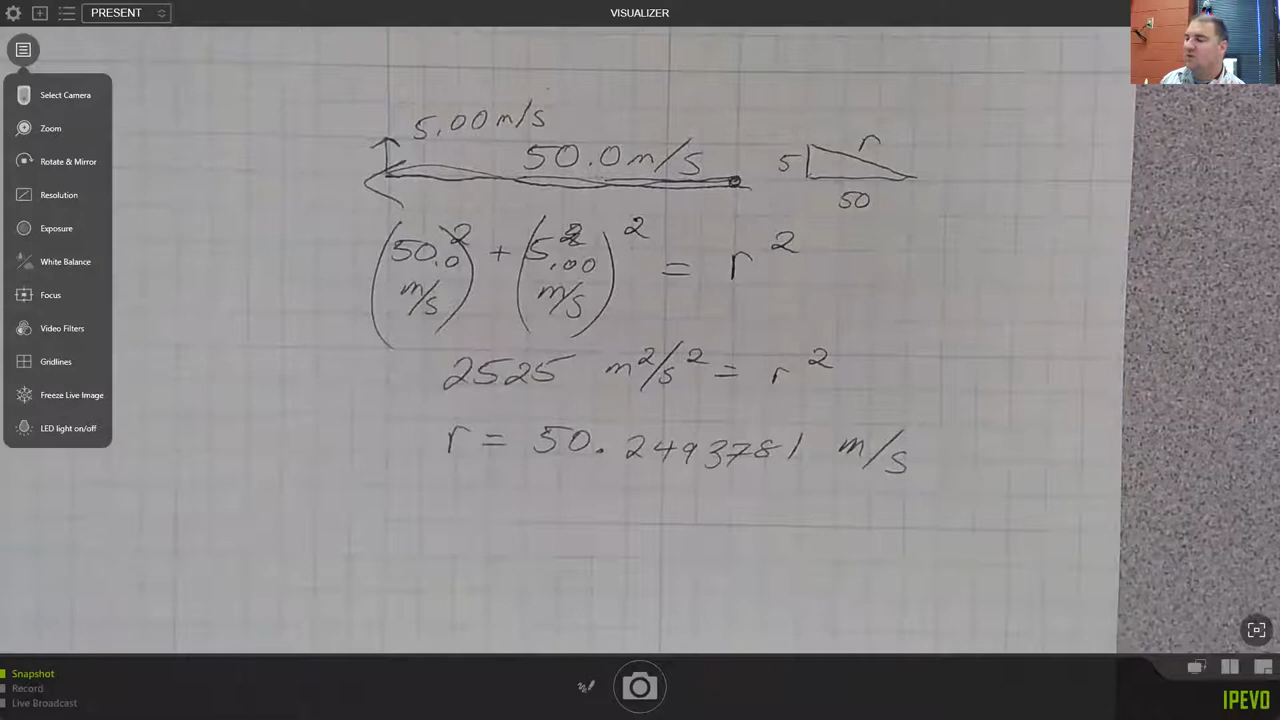 PRESENT
VISUALIZER
Select Camera
Zoom
Rotate & Mirror
Resolution
Exposure
White Balance
Focus
Video Filters
Gridlines
Freeze Live Image
LED light on/off
5.00 m/s
50.0 m/s
r
5
50
(50.0 m/s)² + (5.00 m/s)² = r²
2525 m²/s² = r²
r = 50.2493781 m/s
Snapshot
Record
Live Broadcast
IPEVO